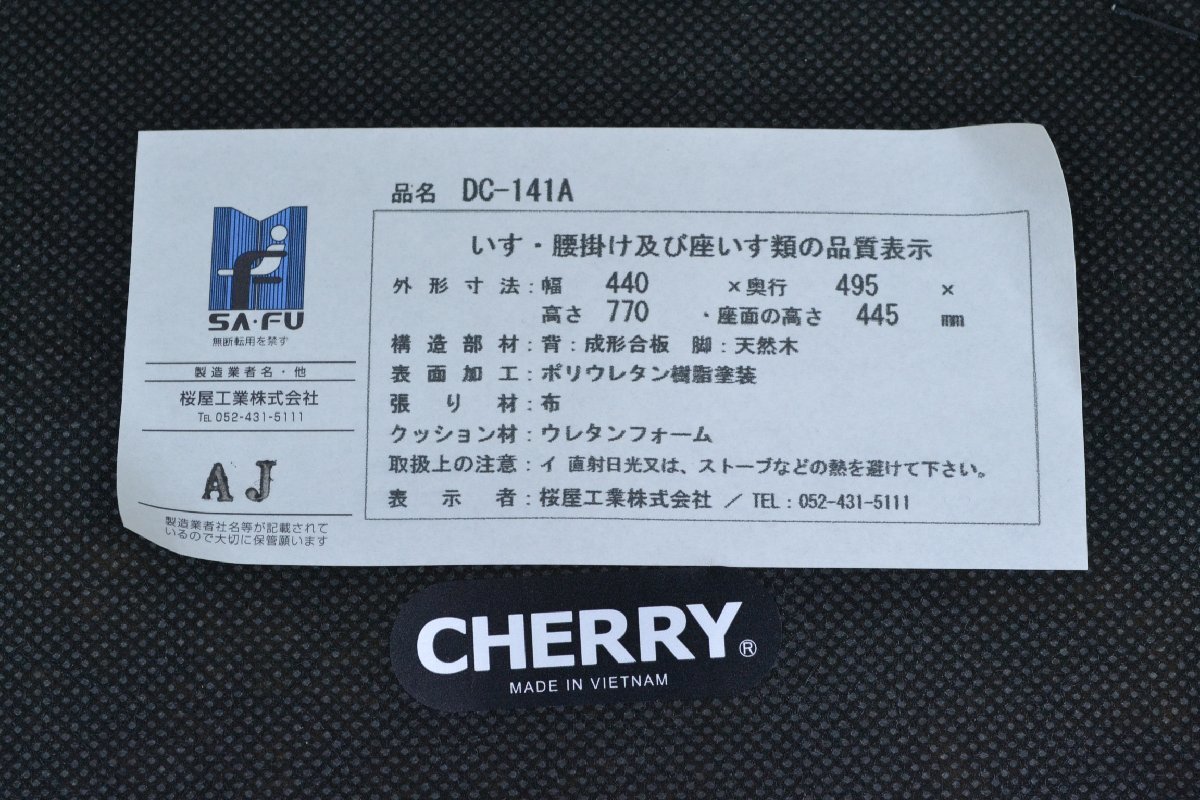 品名 DC-141A
いす・腰掛け及び座いす類の品質表示
外形寸法:幅 440 ×奥行 495 ×
高さ 770 ・座面の高さ 445 mm
構造部材:背:成形合板 脚:天然木
表面加工:ポリウレタン樹脂塗装
張り材:布
クッション材:ウレタンフォーム
取扱上の注意:イ 直射日光又は、ストーブなどの熱を避けて下さい。
表示者:桜屋工業株式会社 / TEL:052-431-5111
SA・FU
無断転用を禁ず
製造業者名・他
桜屋工業株式会社
TEL 052-431-5111
AJ
製造業者社名等が記載されて
いるので大切に保管願います
CHERRY®
MADE IN VIETNAM